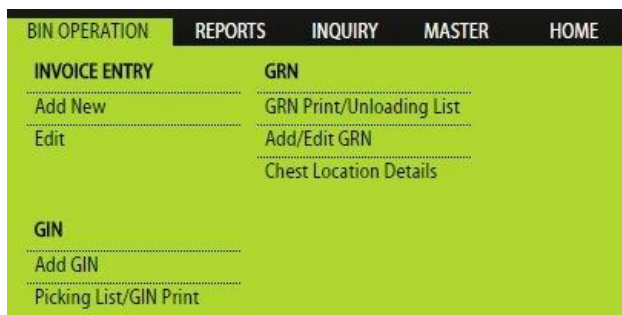 BIN OPERATION REPORTS INQUIRY MASTER HOME
INVOICE ENTRY
Add New
Edit
GRN
GRN Print/Unloading List
Add/Edit GRN
Chest Location Details
GIN
Add GIN
Picking List/GIN Print